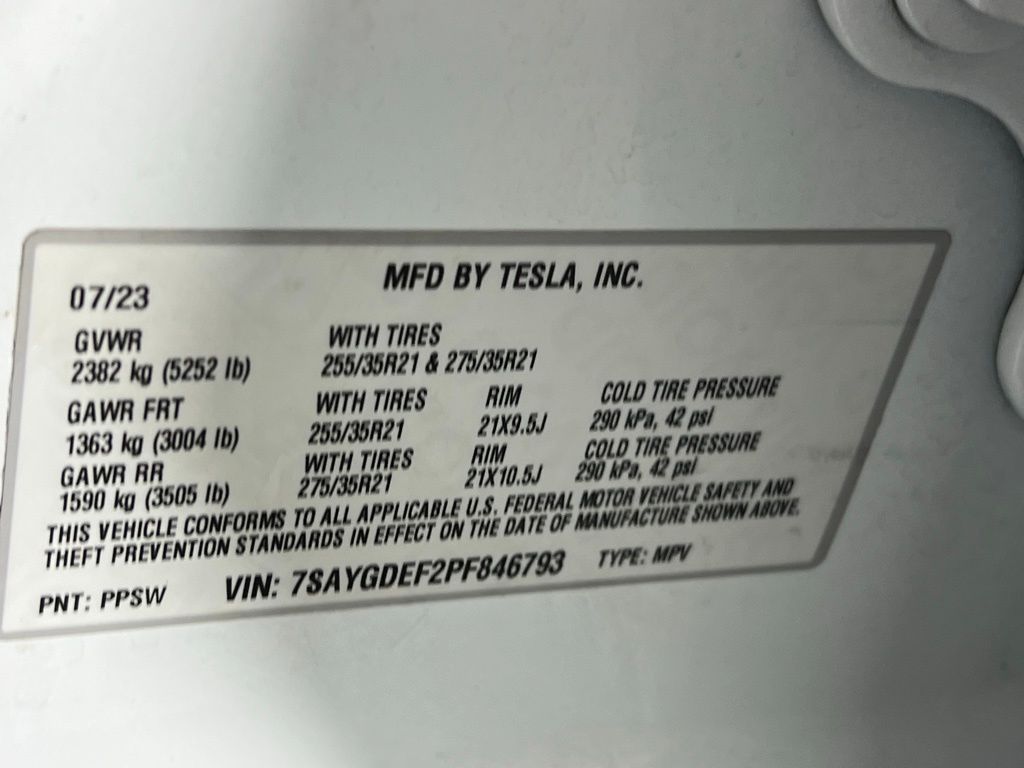 07/23 MFD BY TESLA, INC.
GVWR WITH TIRES
2382 kg (5252 lb) 255/35R21 & 275/35R21
GAWR FRT WITH TIRES RIM COLD TIRE PRESSURE
1363 kg (3004 lb) 255/35R21 21X9.5J 290 kPa, 42 psi
GAWR RR WITH TIRES RIM COLD TIRE PRESSURE
1590 kg (3505 lb) 275/35R21 21X10.5J 290 kPa, 42 psi
THIS VEHICLE CONFORMS TO ALL APPLICABLE U.S. FEDERAL MOTOR VEHICLE SAFETY AND
THEFT PREVENTION STANDARDS IN EFFECT ON THE DATE OF MANUFACTURE SHOWN ABOVE.
PNT: PPSW VIN: 7SAYGDEF2PF846793 TYPE: MPV